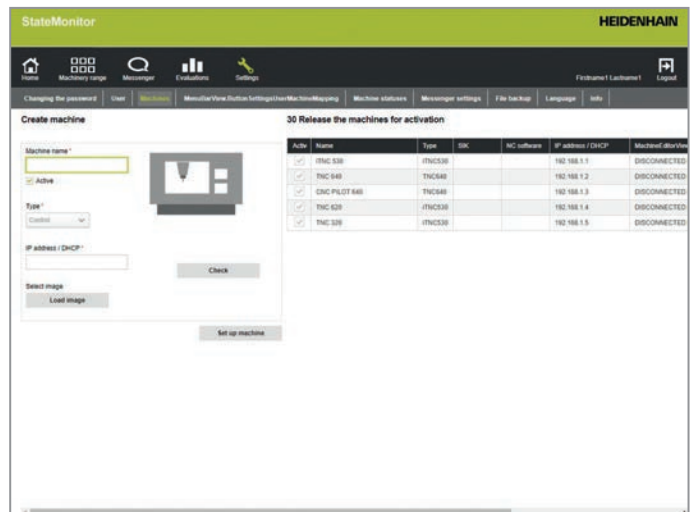 StateMonitor
HEIDENHAIN
Home Machinery range Messenger Evaluations Settings Firstname1 Lastname1 Logout
Changing the password User Machines MenuBarView.ButtonSettingsUserMachineMapping Machine statuses Messenger settings File backup Language Info
Create machine
30 Release the machines for activation
Machine name *
Active
Type *
Control
IP address / DHCP *
Check
Select image
Load image
Set up machine
Activ Name Type SIK NC software IP address / DHCP MachineEditorView
iTNC 530 iTNC530 192.168.1.1 DISCONNECTED
TNC 640 TNC640 192.168.1.2 DISCONNECTED
CNC PILOT 640 TNC640 192.168.1.3 DISCONNECTED
TNC 620 iTNC530 192.168.1.4 DISCONNECTED
TNC 320 iTNC530 192.168.1.5 DISCONNECTED